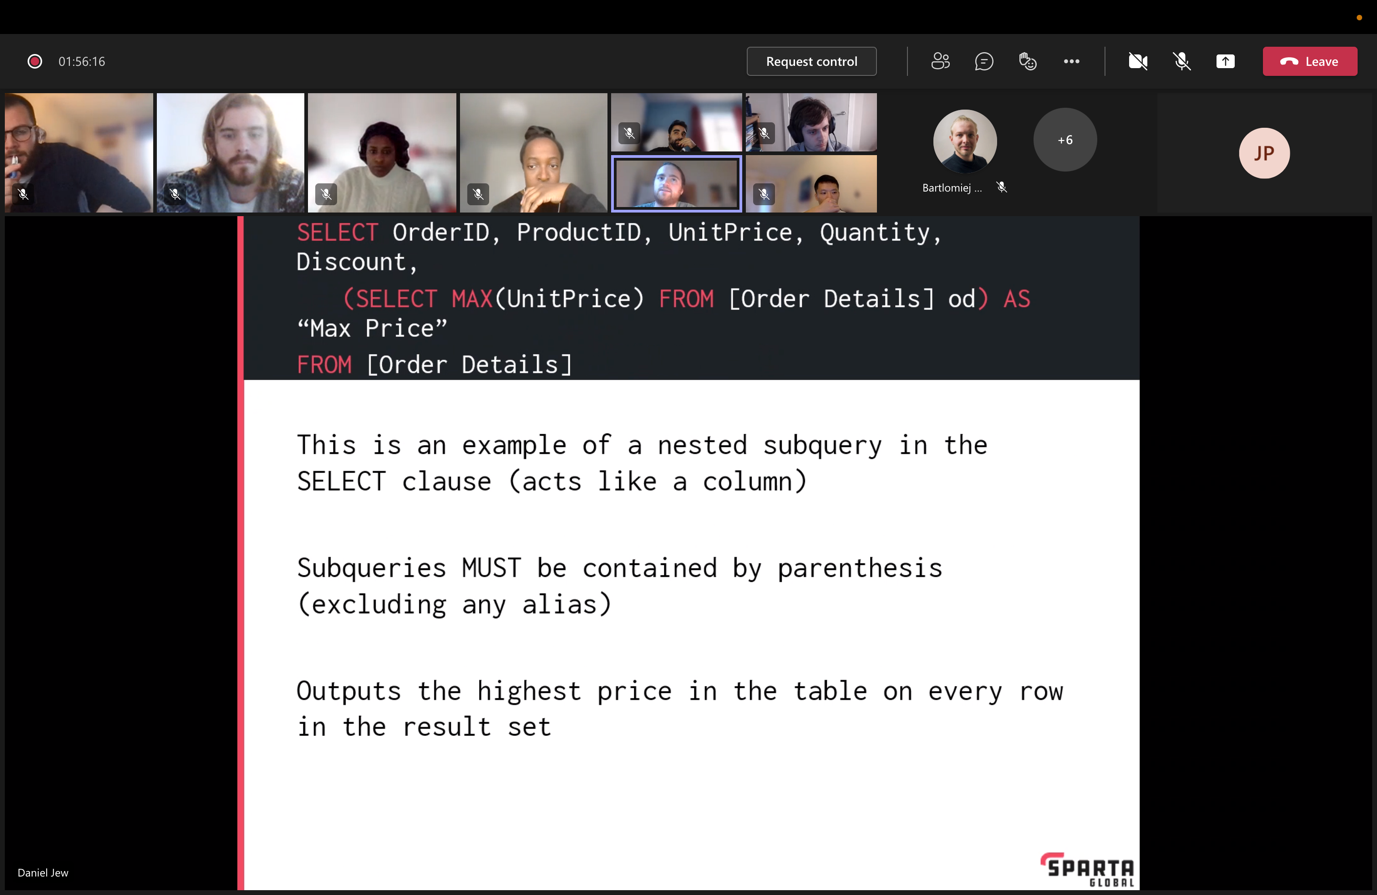 01:56:16
Request control
Leave
+6
Bartlomiej ...
JP
SELECT OrderID, ProductID, UnitPrice, Quantity,
Discount,
(SELECT MAX(UnitPrice) FROM [Order Details] od) AS
“Max Price”
FROM [Order Details]
This is an example of a nested subquery in the
SELECT clause (acts like a column)
Subqueries MUST be contained by parenthesis
(excluding any alias)
Outputs the highest price in the table on every row
in the result set
Daniel Jew
SPARTA
GLOBAL